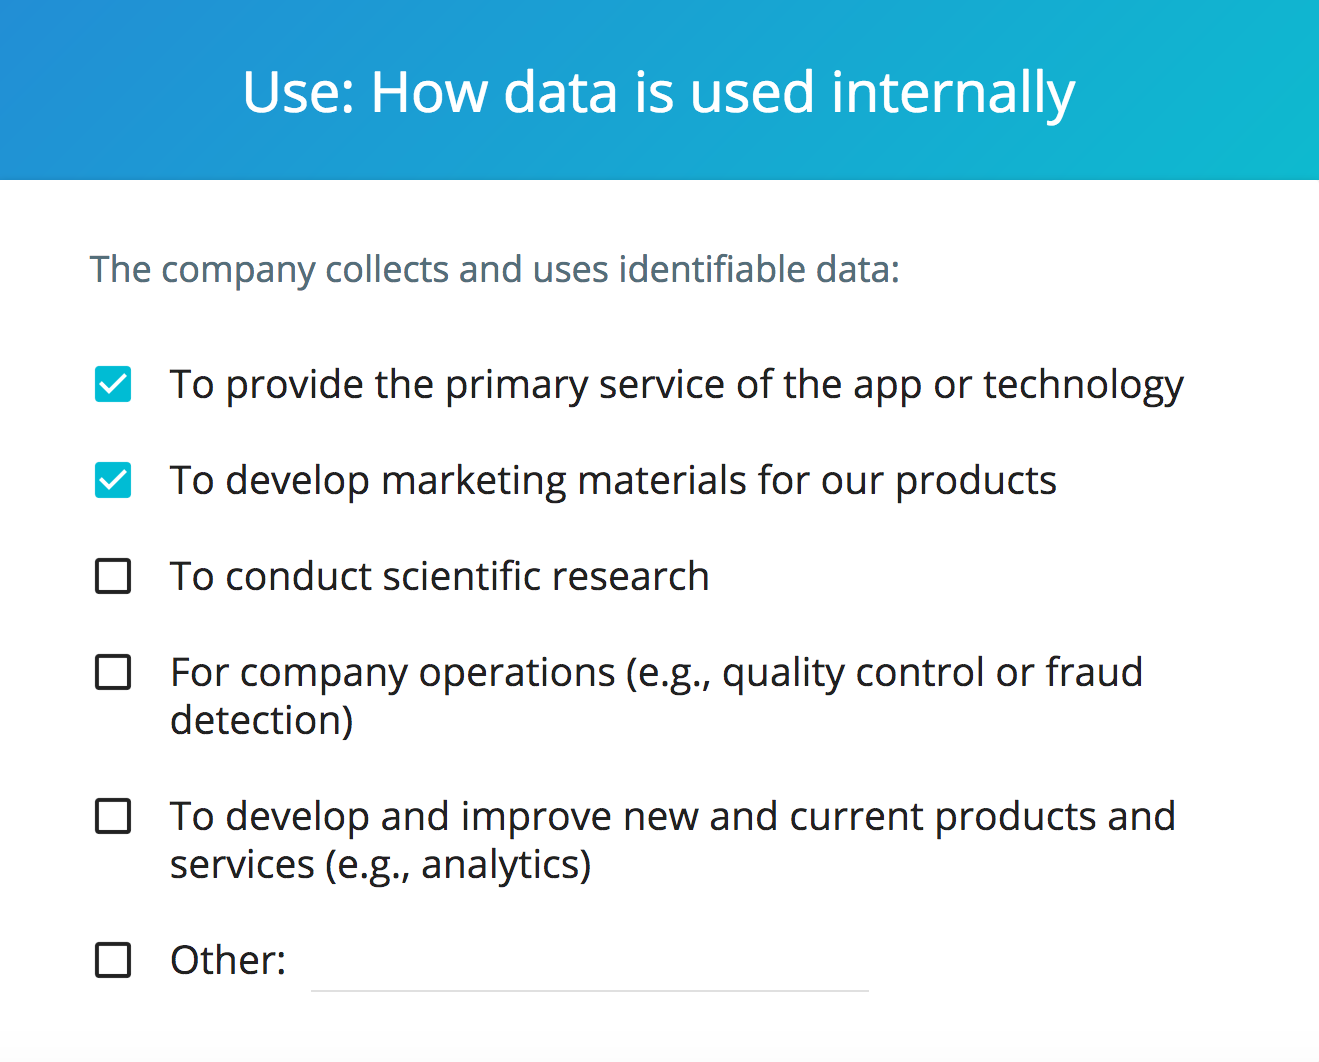 Use: How data is used internally
The company collects and uses identifiable data:
To provide the primary service of the app or technology
To develop marketing materials for our products
To conduct scientific research
For company operations (e.g., quality control or fraud
detection)
To develop and improve new and current products and
services (e.g., analytics)
Other: